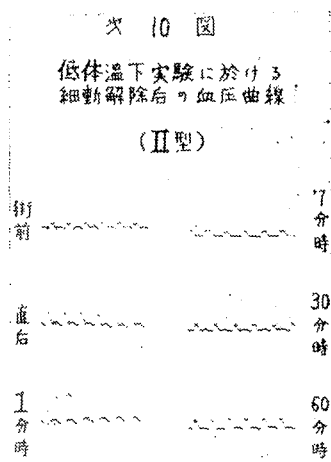 10 図
低体温下実験に於ける
細動解除后の血圧曲線
(II型)
術前
直后
1分時
7分時
30分時
60分時